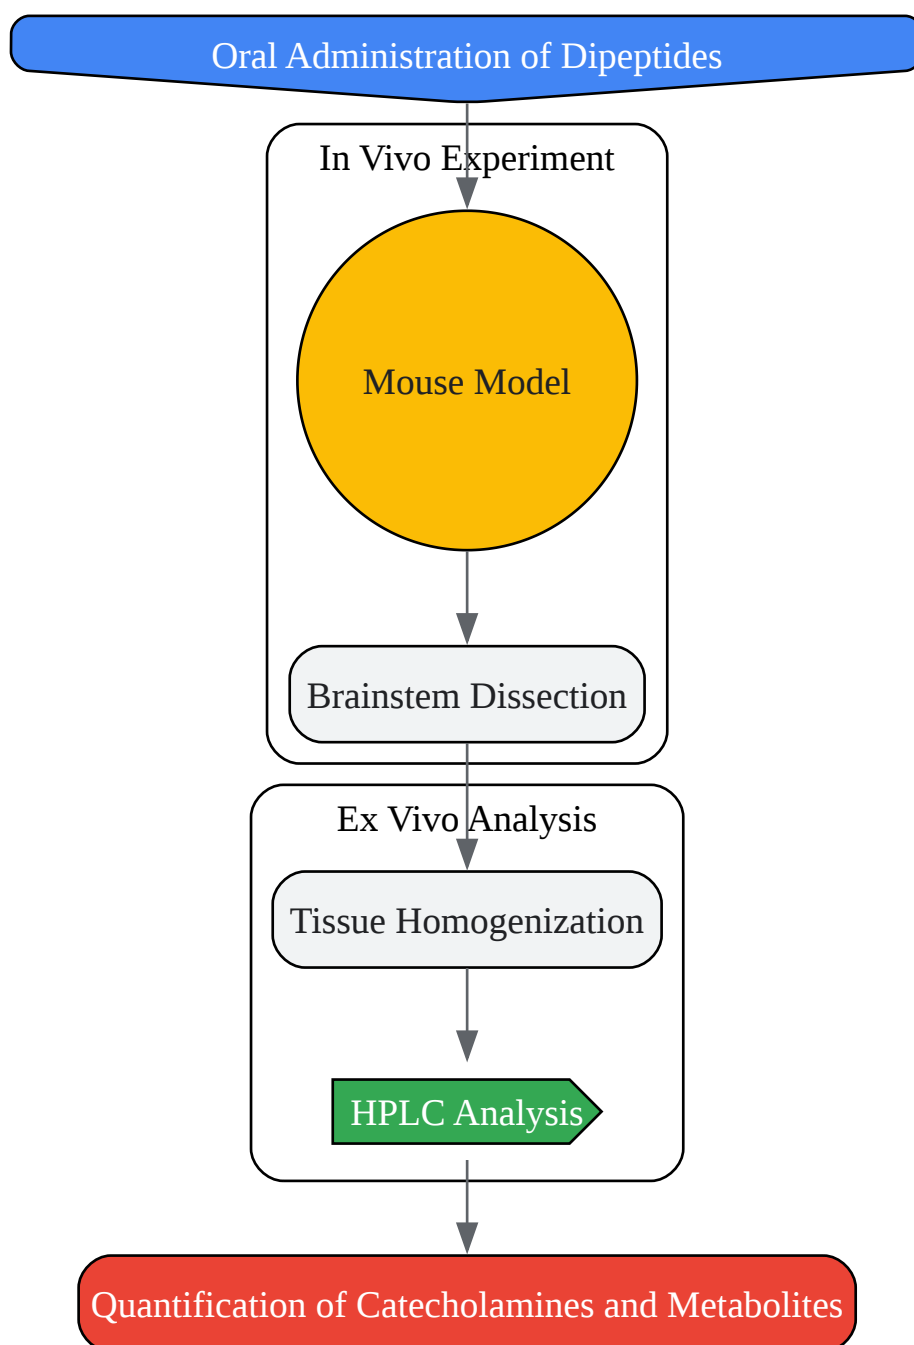 Oral Administration of Dipeptides
In Vivo Experiment
Mouse Model
Brainstem Dissection
Ex Vivo Analysis
Tissue Homogenization
HPLC Analysis
Quantification of Catecholamines and Metabolites